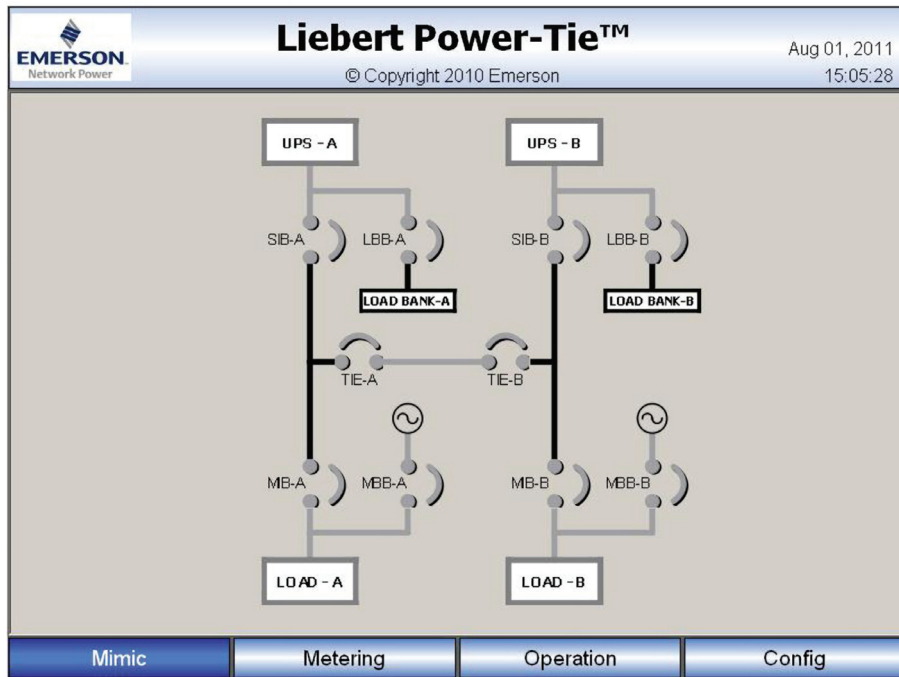 EMERSON.
Network Power
Liebert Power-Tie™
© Copyright 2010 Emerson
Aug 01, 2011
15:05:28
UPS - A
UPS - B
SIB-A
LBB-A
SIB-B
LBB-B
LOAD BANK-A
LOAD BANK-B
TIE-A
TIE-B
MIB-A
MBB-A
MIB-B
MBB-B
LOAD - A
LOAD - B
Mimic
Metering
Operation
Config